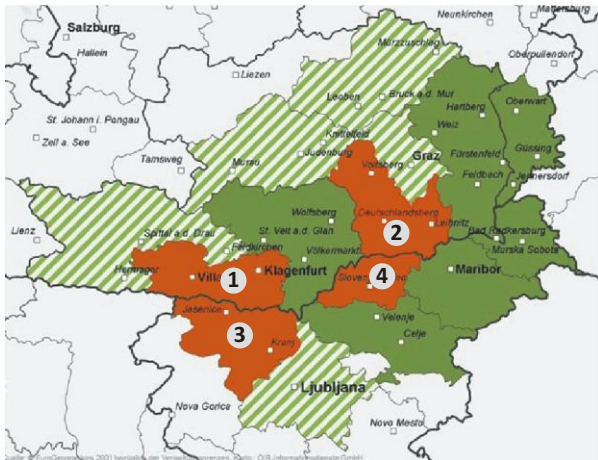 Salzburg
Hallein
Neunkirchen
Mattersburg
Mürzzuschlag
Oberpullendorf
Liezen
Leoben
Bruck a.d. Mur
Hartberg
Oberwart
St. Johann i. Pongau
Zell a. See
Knittelfeld
Weiz
Judenburg
Graz
Güssing
Tamsweg
Murau
Voitsberg
Fürstenfeld
Feldbach
Jennersdorf
Wolfsberg
Deutschlandsberg
Leibnitz
Lienz
Spittal a.d. Drau
St. Veit a.d. Glan
2
Bad Radkersburg
Feldkirchen
Völkermarkt
Murska Sobota
Hermagor
1
Klagenfurt
4
Maribor
Jesenice
Velenje
3
Kranj
Celje
Ljubljana
Nova Gorica
Novo Mesto